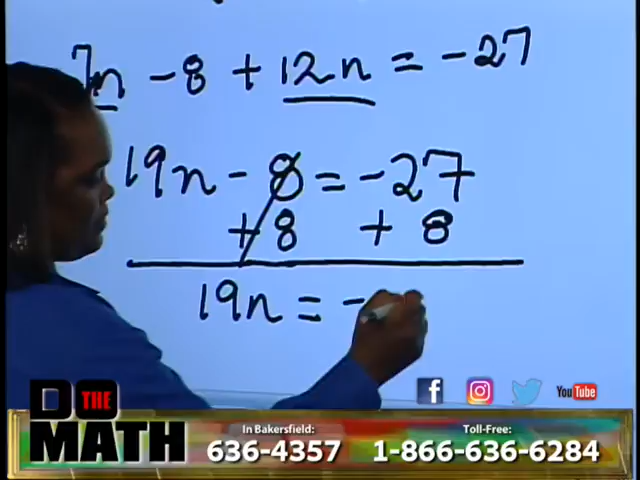 7n - 8 + 12n = -27
19n - 8 = -27
+8 + 8
19n = -
f
YouTube
DO THE MATH
In Bakersfield:
636-4357
Toll-Free:
1-866-636-6284